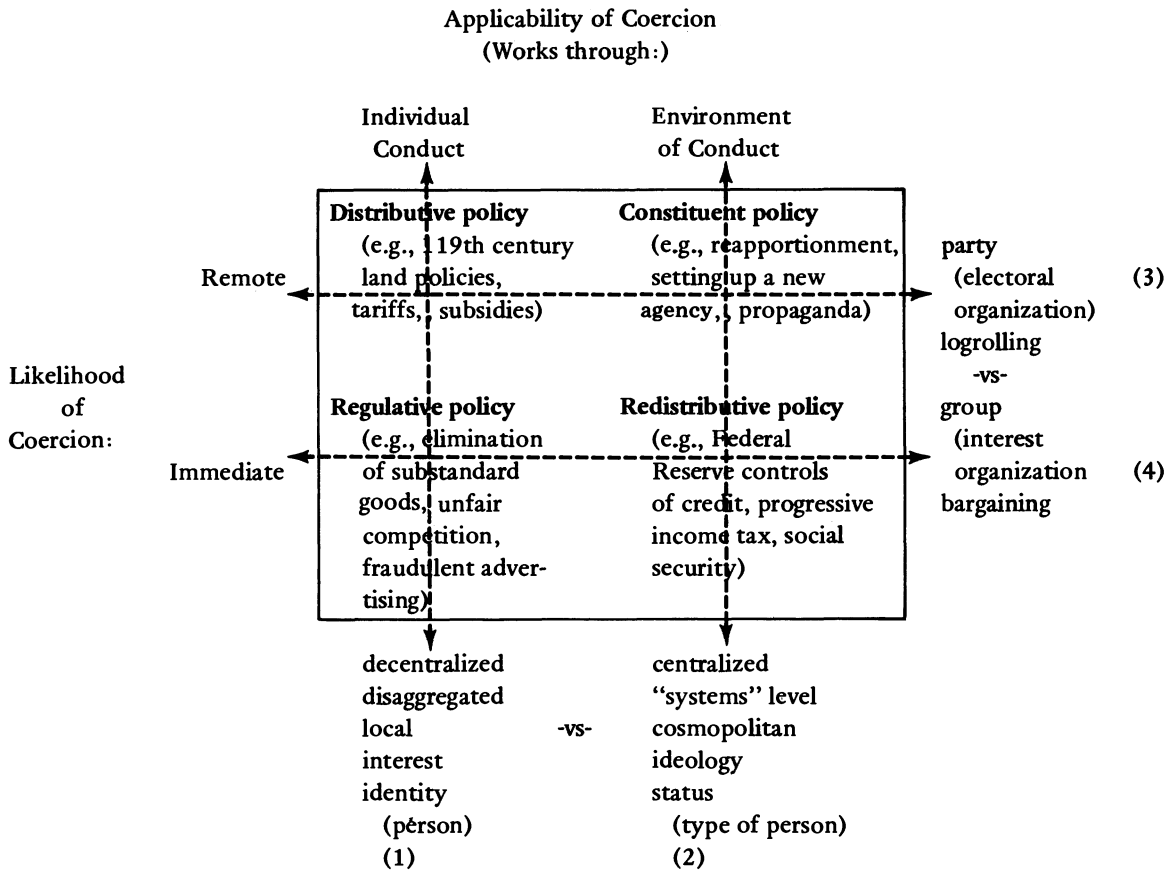 Applicability of Coercion
(Works through:)
Individual
Conduct
Environment
of Conduct
Distributive policy
(e.g., 19th century
land policies,
tariffs, subsidies)
Constituent policy
(e.g., reapportionment,
setting up a new
agency, propaganda)
Remote
party
(electoral
organization)
logrolling
-vs-
group
(interest
organization
bargaining
(3)
(4)
Likelihood
of
Coercion:
Immediate
Regulative policy
(e.g., elimination
of substandard
goods, unfair
competition,
fraudulent adver-
tising)
Redistributive policy
(e.g., Federal
Reserve controls
of credit, progressive
income tax, social
security)
decentralized
disaggregated
local
interest
identity
(person)
(1)
-vs-
centralized
“systems” level
cosmopolitan
ideology
status
(type of person)
(2)